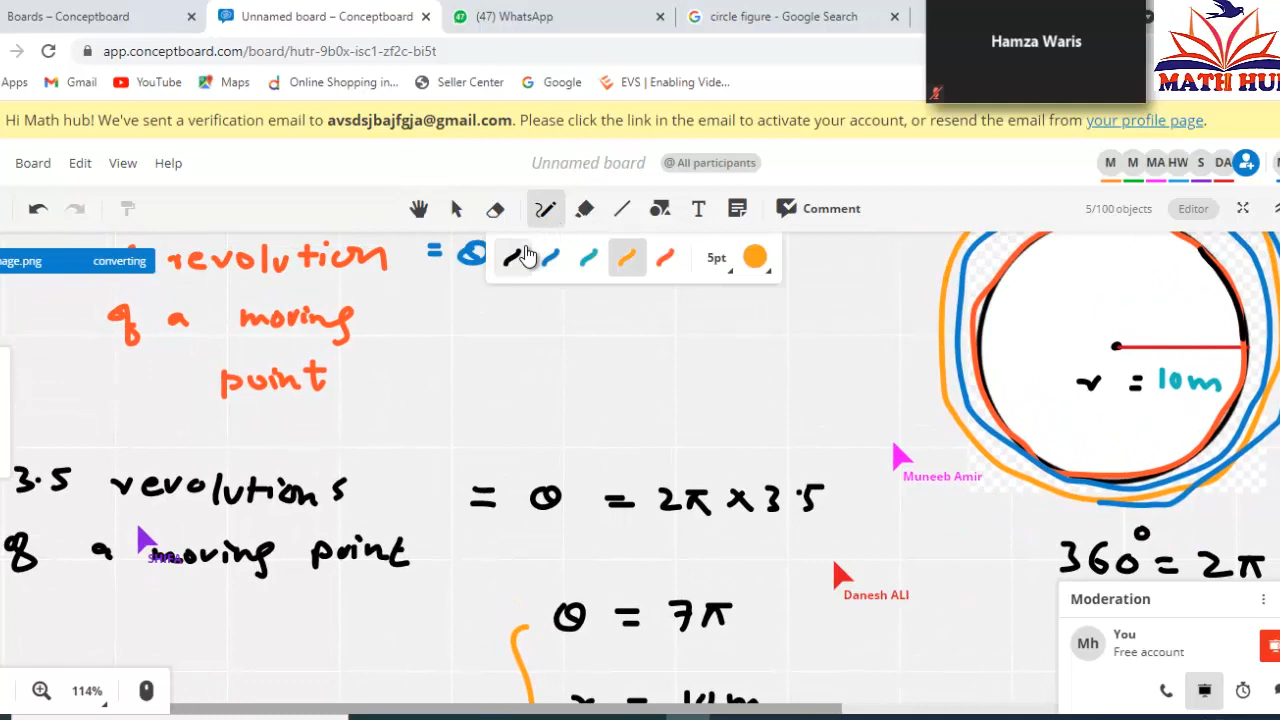 Boards – Conceptboard
Unnamed board – Conceptboard
(47) WhatsApp
circle figure - Google Search
app.conceptboard.com/board/hutr-9b0x-isc1-zf2c-bi5t
Apps
Gmail
YouTube
Maps
Online Shopping in...
Seller Center
Google
EVS | Enabling Vide...
Hamza Waris
MATH HUB
Hi Math hub! We've sent a verification email to avsdsjbajfgja@gmail.com. Please click the link in the email to activate your account, or resend the email from your profile page.
Board
Edit
View
Help
Unnamed board
@ All participants
M M MA HW S DA
Comment
5/100 objects
Editor
5pt
converting
revolution =
of a moving
point
r = 10m
Muneeb Amir
3.5 revolutions = θ = 2π × 3.5
of a moving point
SHIFA
360° = 2π
Danesh ALI
θ = 7π
Moderation
Mh
You
Free account
114%